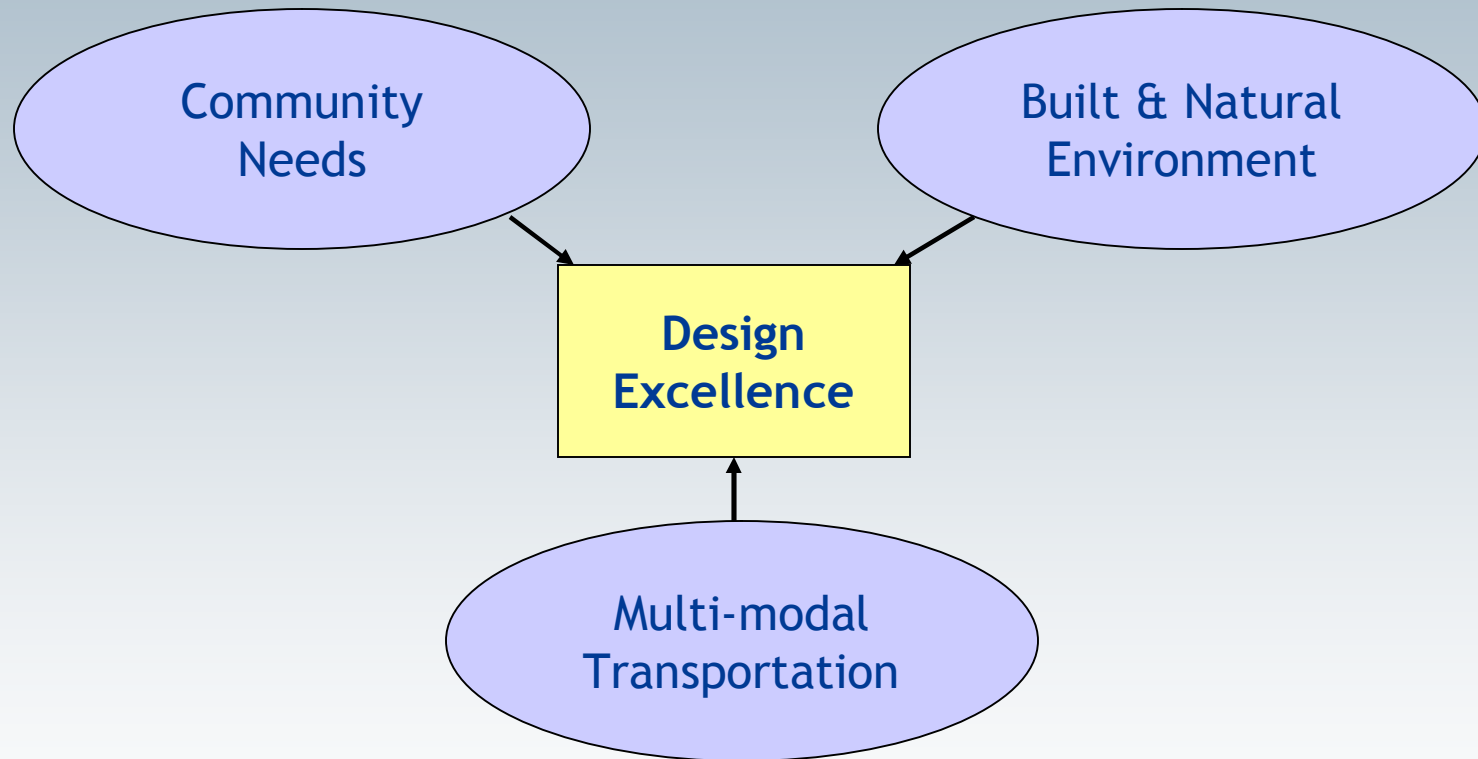 Community
Needs
Built & Natural
Environment
Design
Excellence
Multi-modal
Transportation